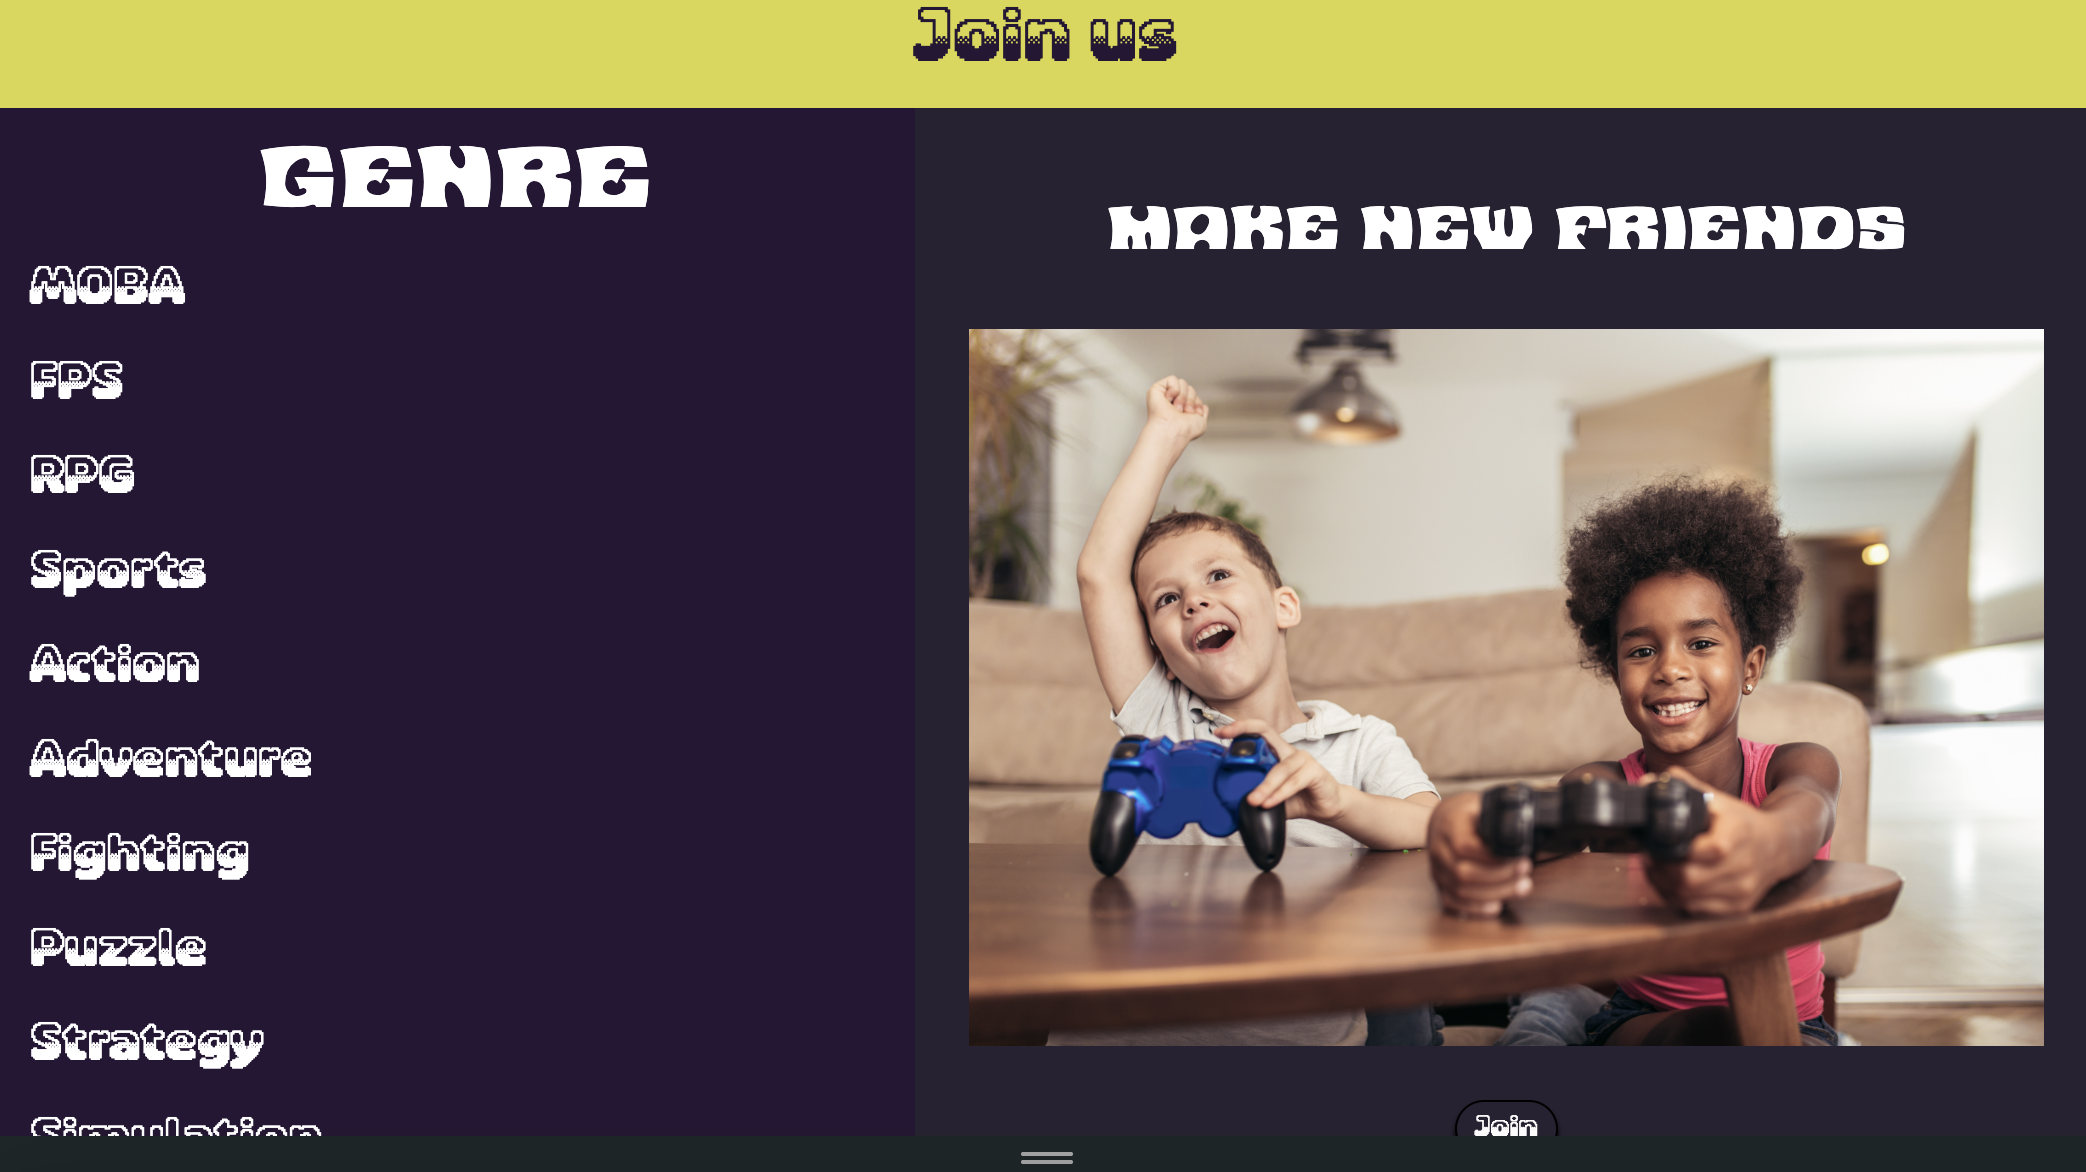 Join us
GENRE
MOBA
FPS
RPG
Sports
Action
Adventure
Fighting
Puzzle
Strategy
Simulation
MAKE NEW FRIENDS
Join